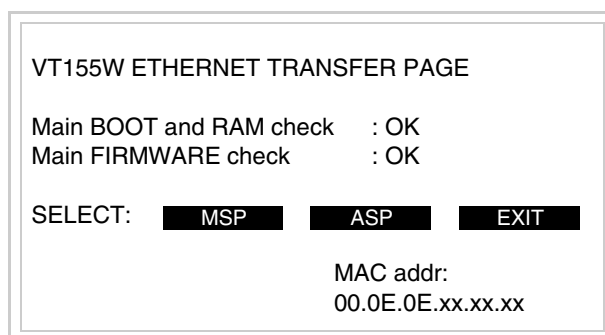 VT155W ETHERNET TRANSFER PAGE
Main BOOT and RAM check : OK
Main FIRMWARE check : OK
SELECT: MSP ASP EXIT
MAC addr:
00.0E.0E.xx.xx.xx